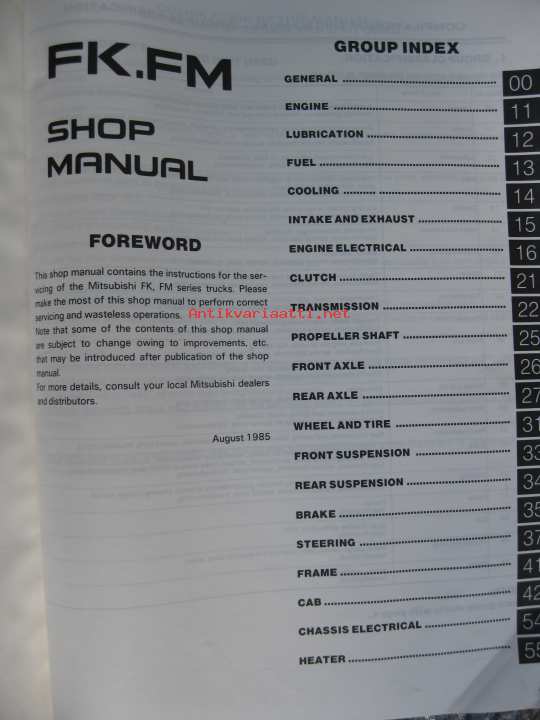 FK.FM
SHOP
MANUAL
FOREWORD
This shop manual contains the instructions for the ser-
vicing of the Mitsubishi FK, FM series trucks. Please
make the most of this shop manual to perform correct
servicing and wasteless operations.
Note that some of the contents of this shop manual
are subject to change owing to improvements, etc.
that may be introduced after publication of the shop
manual.
For more details, consult your local Mitsubishi dealers
and distributors.
August 1985
Antikvariaatti.net
GROUP INDEX
GENERAL 00
ENGINE 11
LUBRICATION 12
FUEL 13
COOLING 14
INTAKE AND EXHAUST 15
ENGINE ELECTRICAL 16
CLUTCH 21
TRANSMISSION 22
PROPELLER SHAFT 25
FRONT AXLE 26
REAR AXLE 27
WHEEL AND TIRE 31
FRONT SUSPENSION 33
REAR SUSPENSION 34
BRAKE 35
STEERING 37
FRAME 41
CAB 42
CHASSIS ELECTRICAL 54
HEATER 55